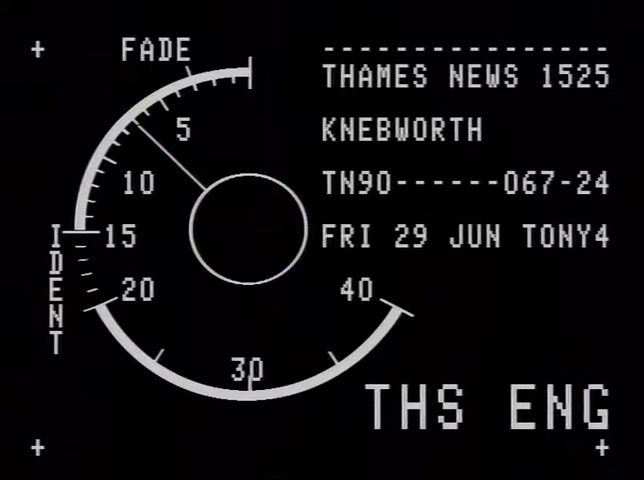 FADE
----------------
THAMES NEWS 1525
5
KNEBWORTH
10
TN90------067-24
IDENT
15
FRI 29 JUN TONY4
20
40
30
THS ENG